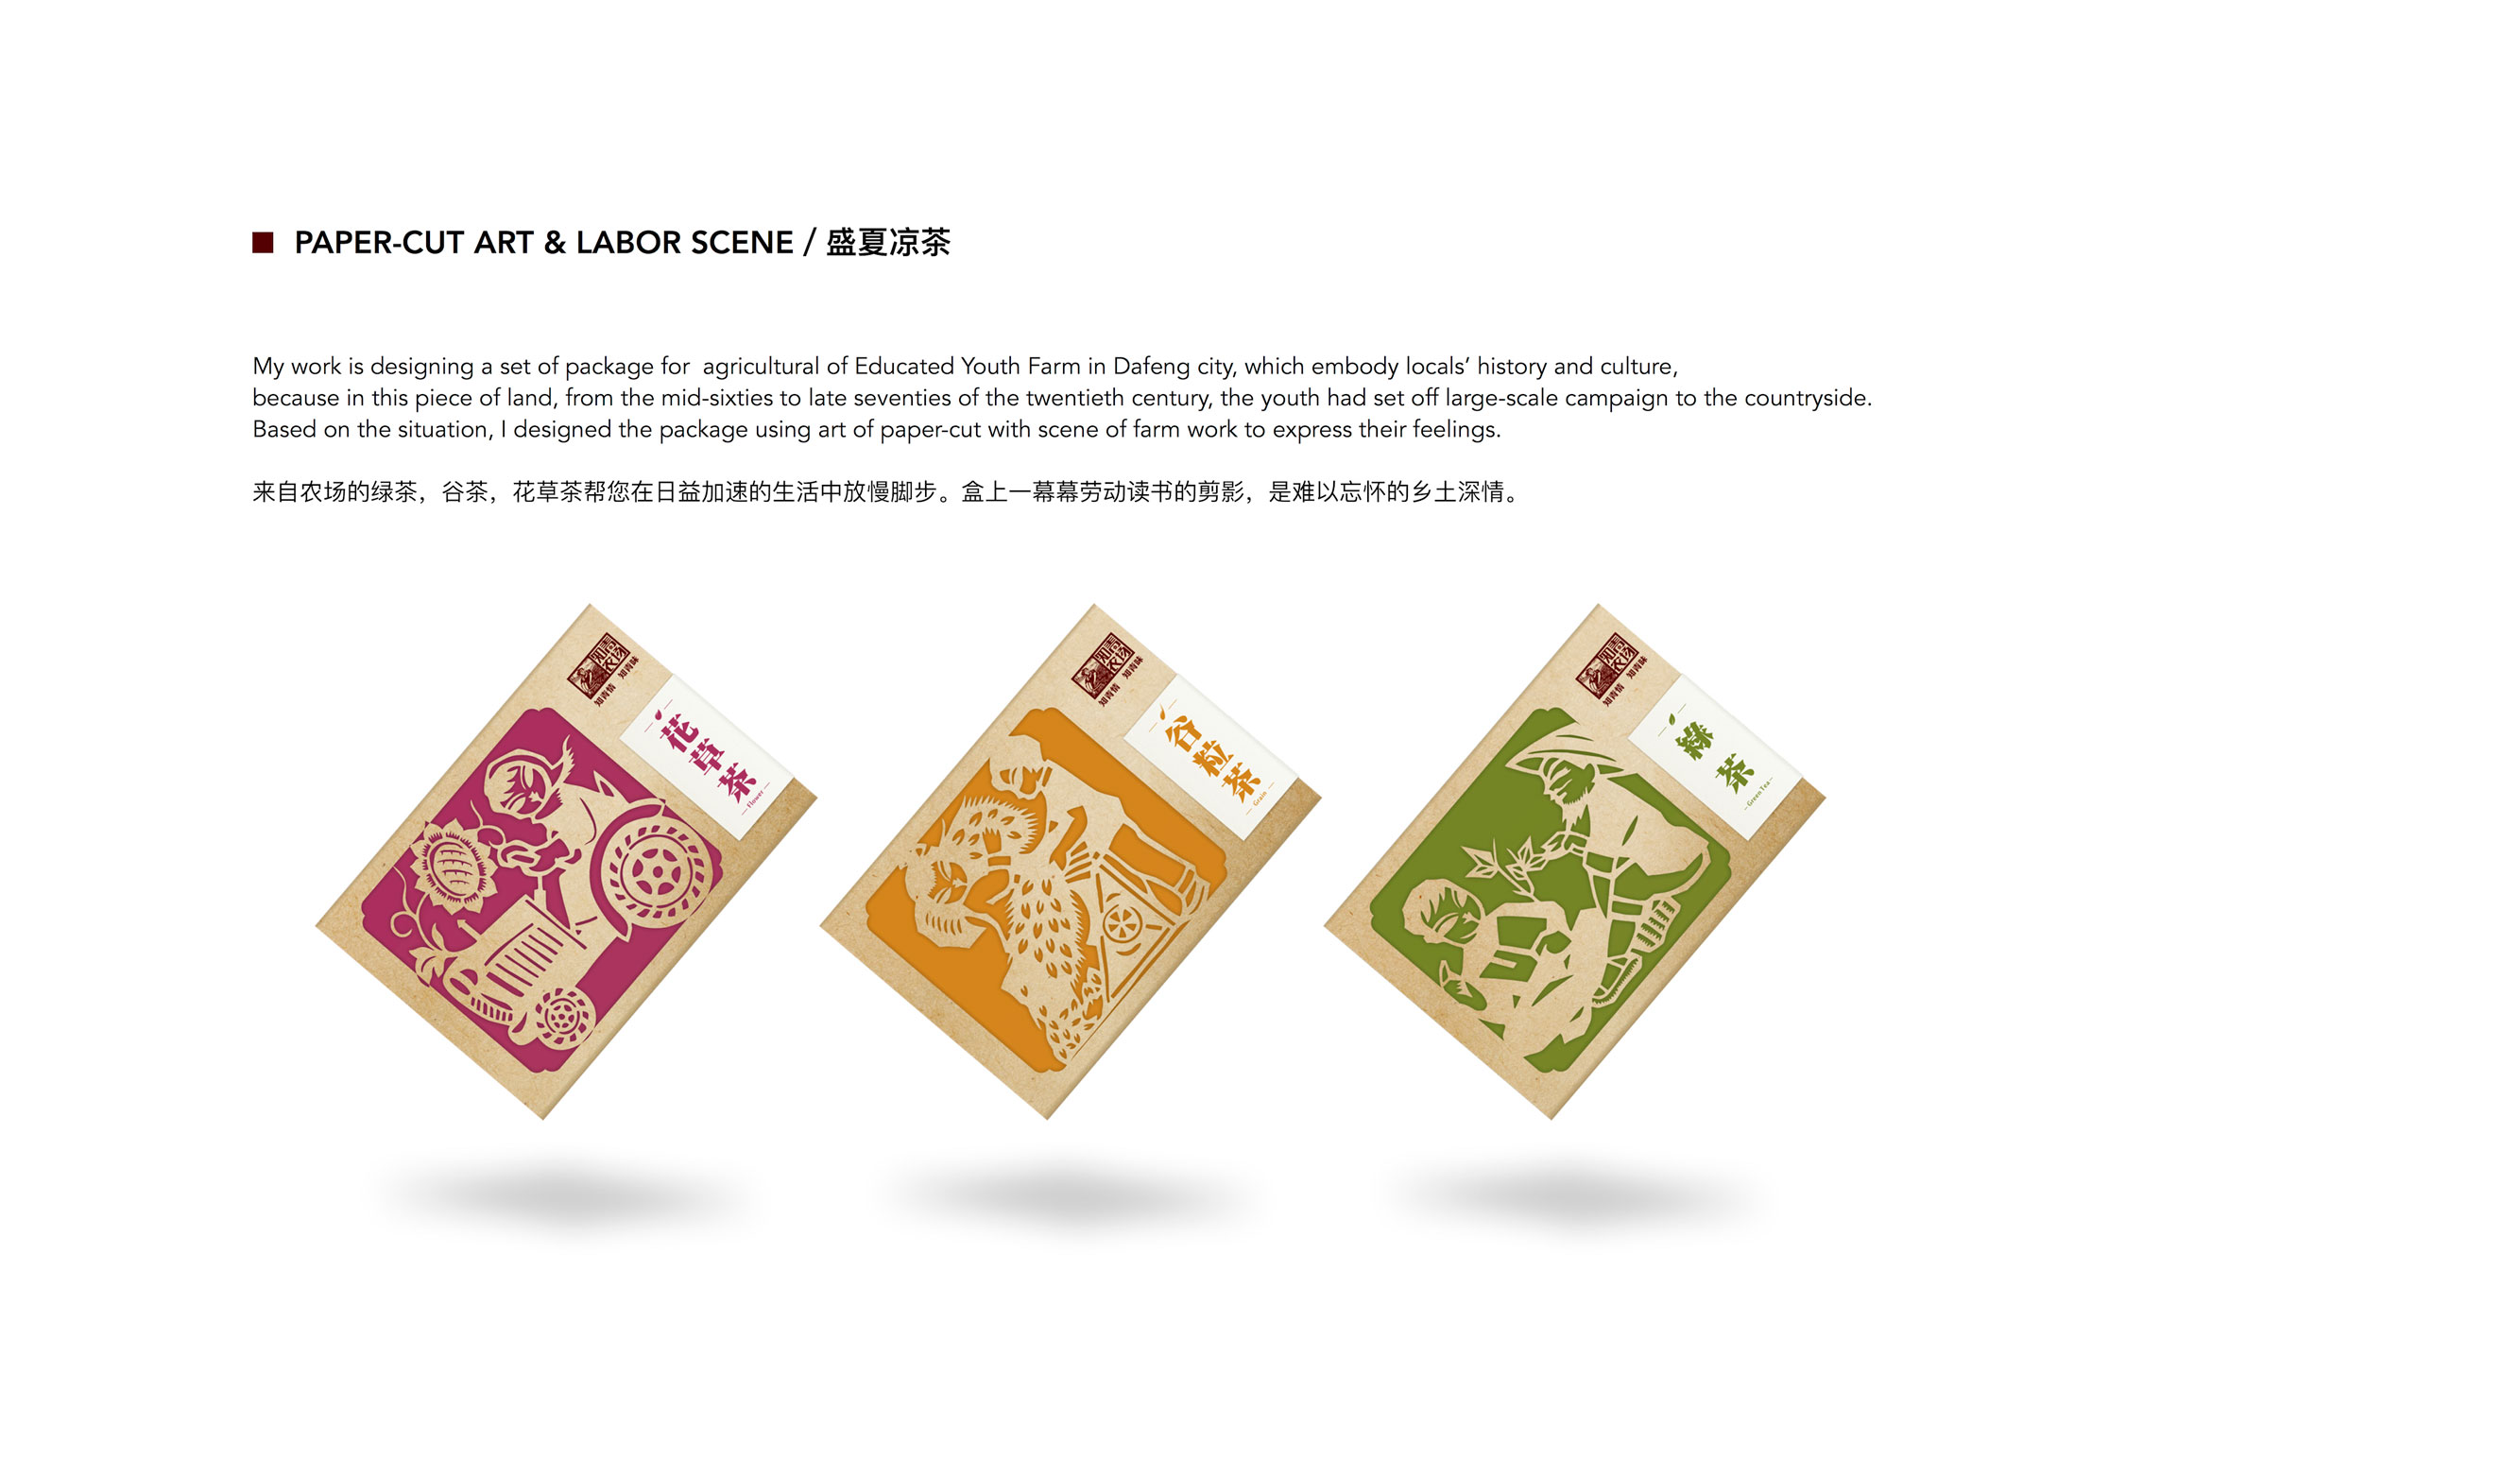 PAPER-CUT ART & LABOR SCENE / 盛夏凉茶
My work is designing a set of package for  agricultural of Educated Youth Farm in Dafeng city, which embody locals’ history and culture,
because in this piece of land, from the mid-sixties to late seventies of the twentieth century, the youth had set off large-scale campaign to the countryside.
Based on the situation, I designed the package using art of paper-cut with scene of farm work to express their feelings.
来自农场的绿茶，谷茶，花草茶帮您在日益加速的生活中放慢脚步。盒上一幕幕劳动读书的剪影，是难以忘怀的乡土深情。
知青农场
知青情 知青味
花草茶
Flower
知青农场
知青情 知青味
谷粒茶
Grain
知青农场
知青情 知青味
綠茶
Green Tea